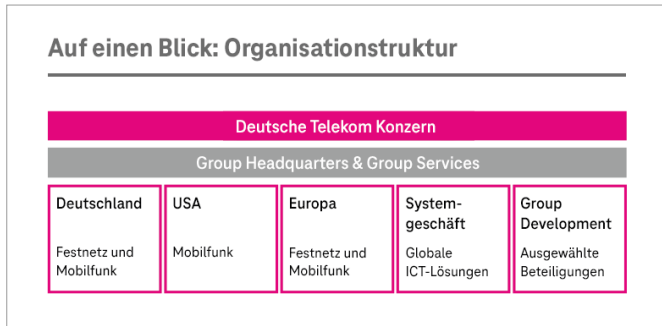 Auf einen Blick: Organisationstruktur
Deutsche Telekom Konzern
Group Headquarters & Group Services
Deutschland
Festnetz und
Mobilfunk
USA
Mobilfunk
Europa
Festnetz und
Mobilfunk
System-
geschäft
Globale
ICT-Lösungen
Group
Development
Ausgewählte
Beteiligungen